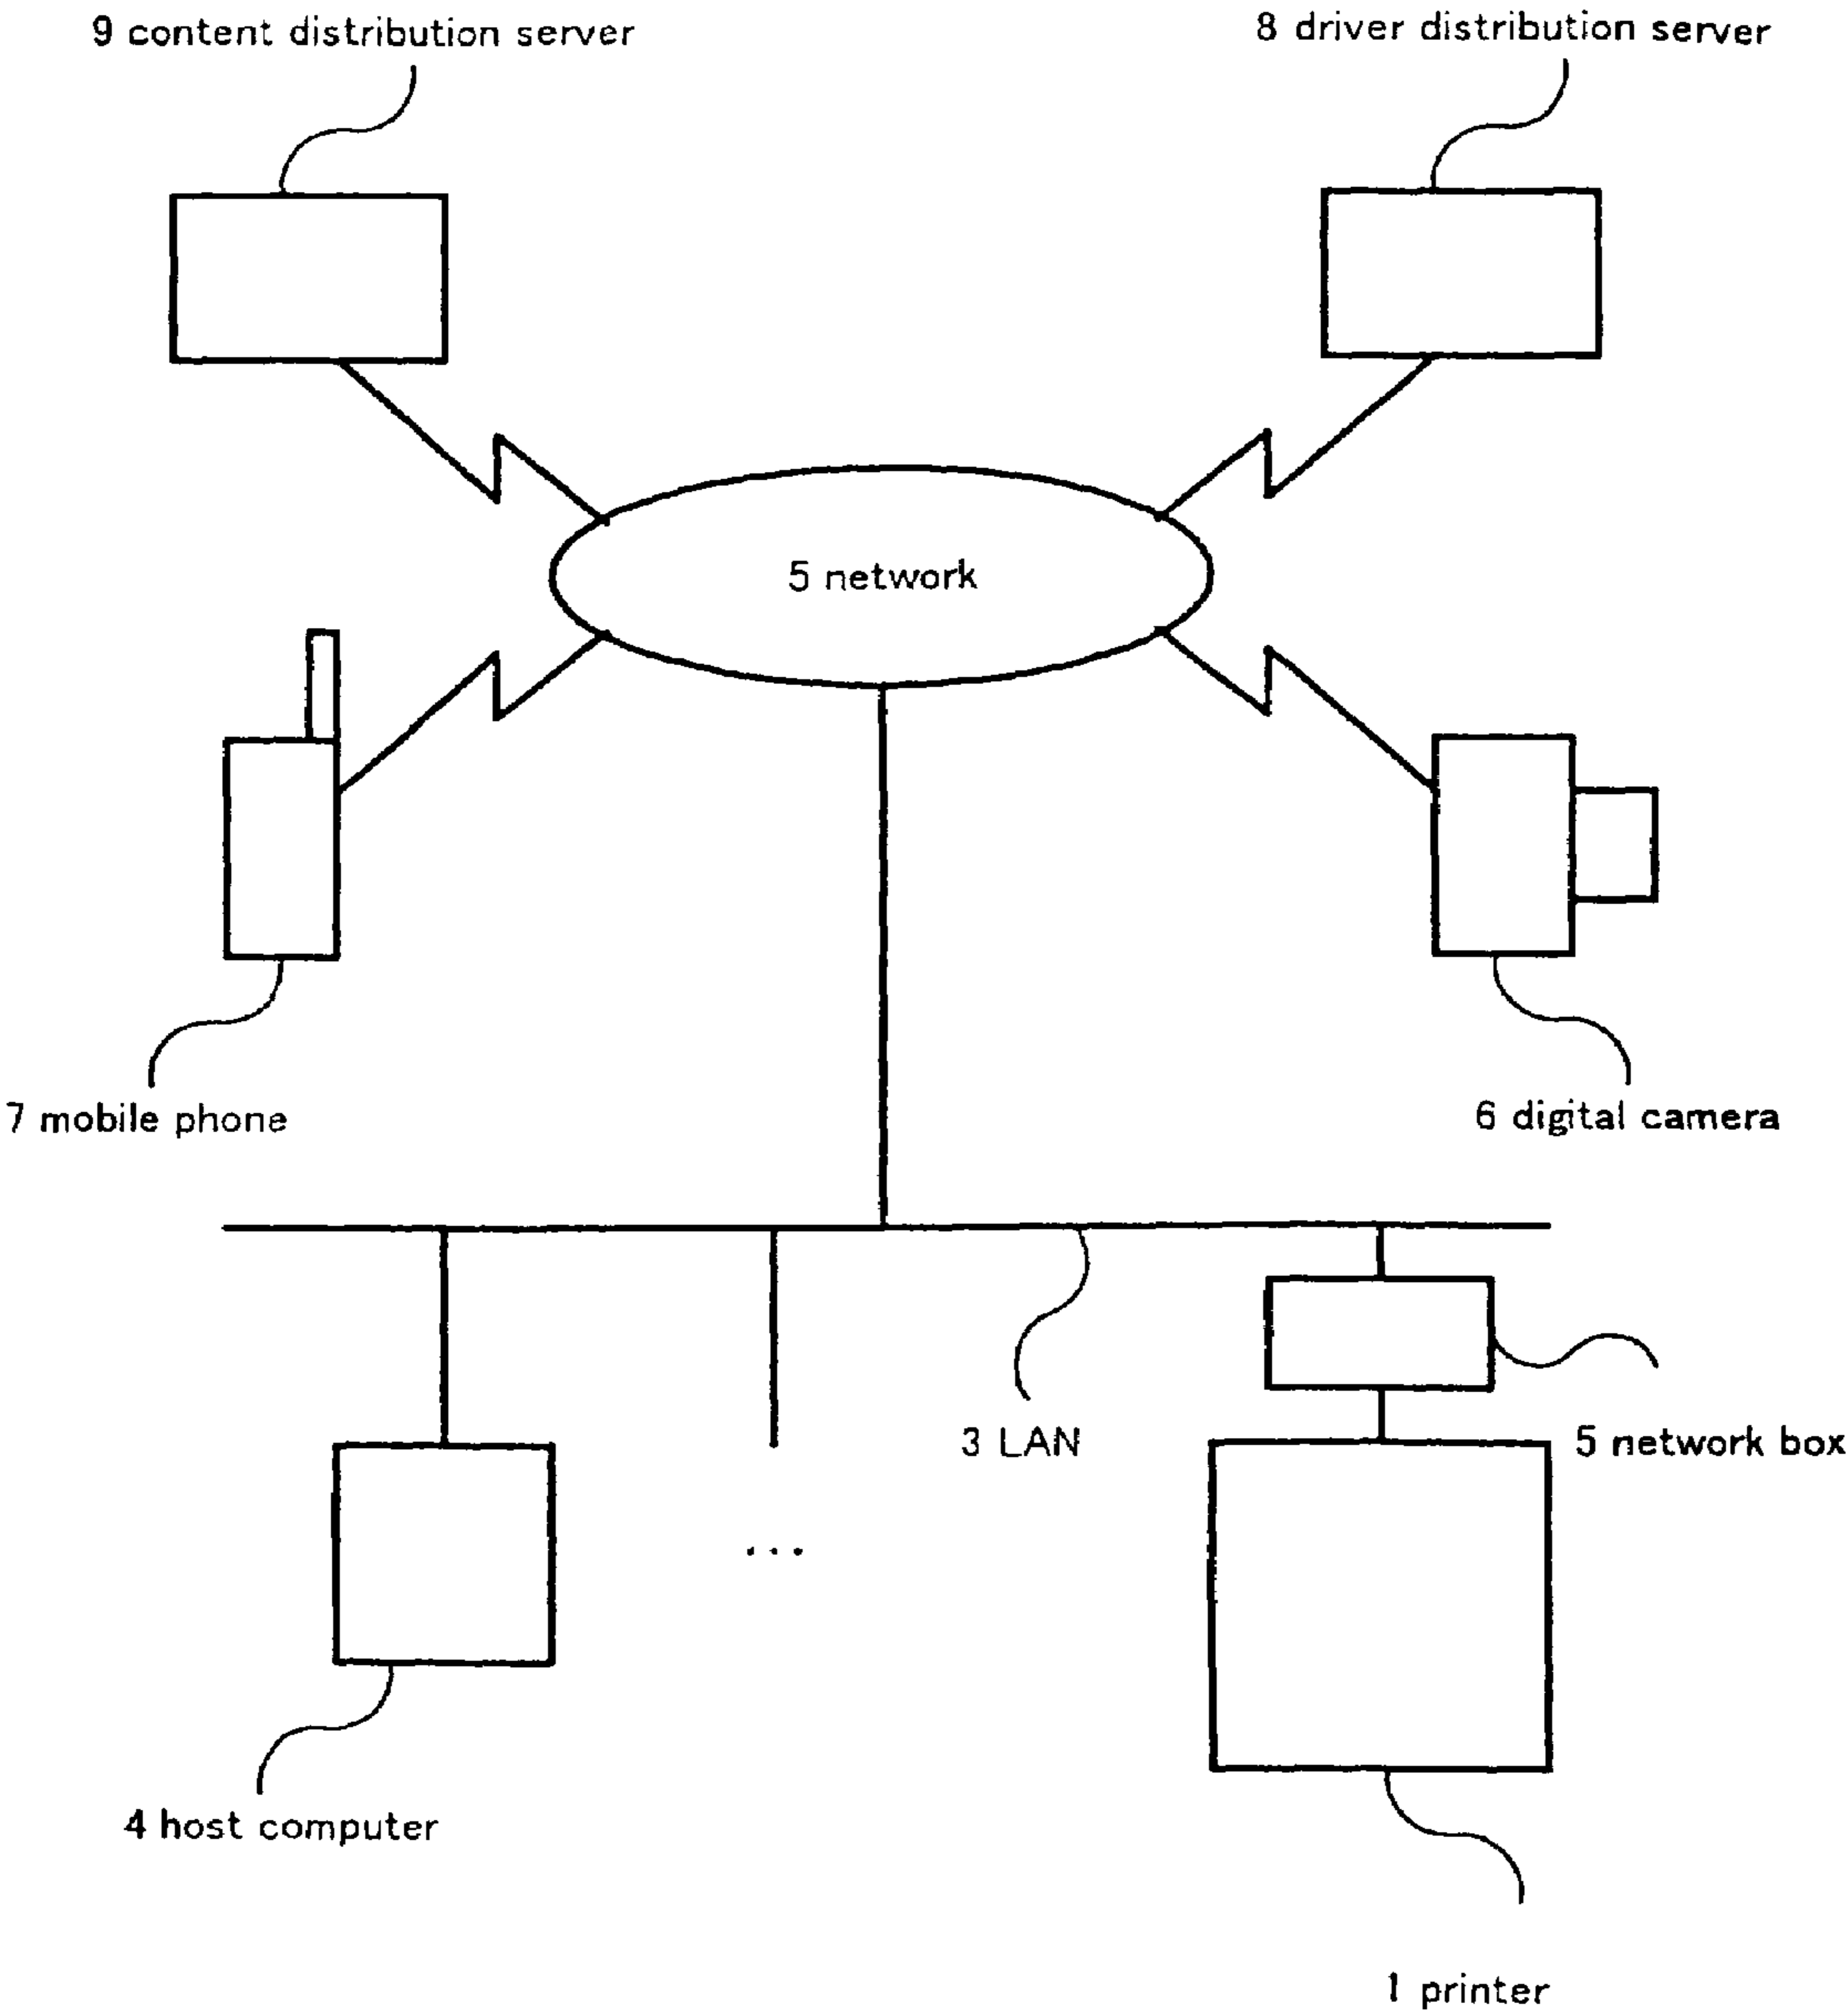 9 content distribution server
8 driver distribution server
5 network
7 mobile phone
6 digital camera
3 LAN
5 network box
...
4 host computer
1 printer